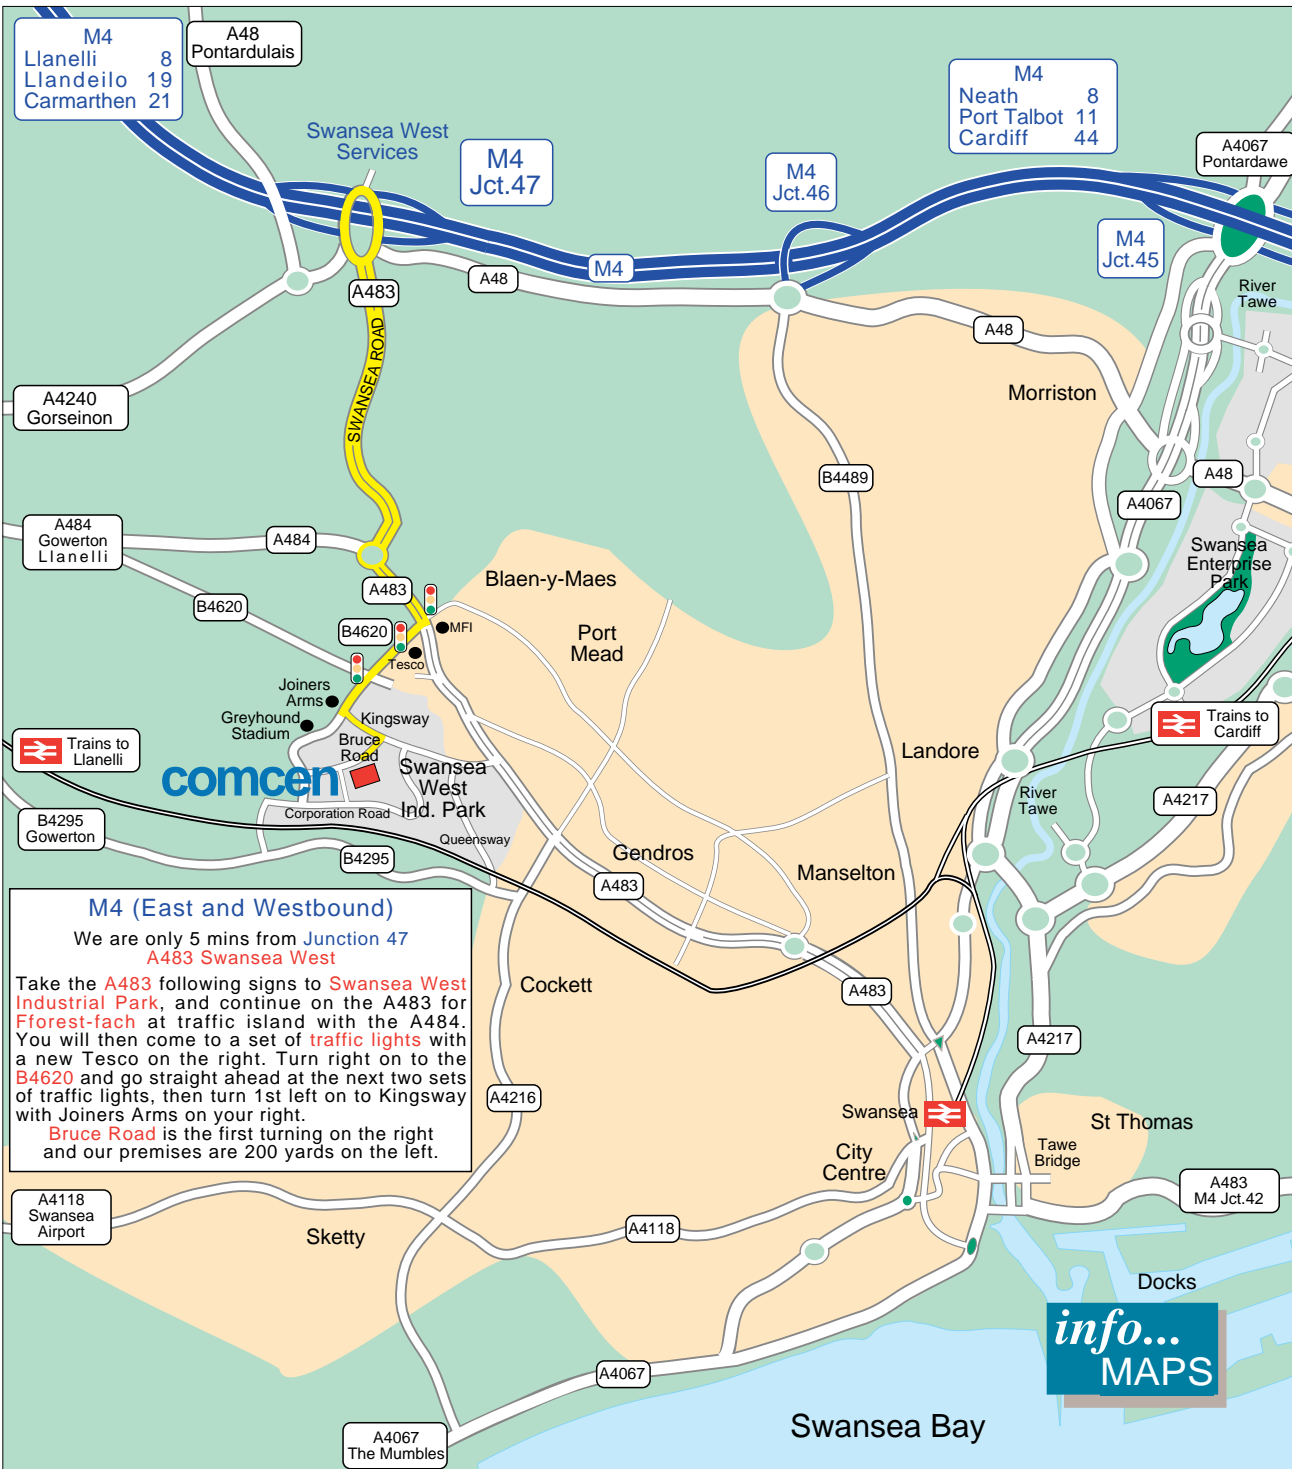 M4
Llanelli 8
Llandeilo 19
Carmarthen 21
A48
Pontardulais
Swansea West
Services
M4
Jct.47
M4
Jct.46
M4
Neath 8
Port Talbot 11
Cardiff 44
A4067
Pontardawe
M4
Jct.45
River
Tawe
M4
A48
A483
SWANSEA ROAD
A48
A4240
Gorseinon
Morriston
B4489
A48
A4067
A484
Gowerton
Llanelli
A484
Swansea
Enterprise
Park
A483
Blaen-y-Maes
B4620
B4620
MFI
Port
Mead
Tesco
Joiners
Arms
Greyhound
Stadium
Kingsway
Bruce
Road
Trains to
Llanelli
Trains to
Cardiff
Landore
comcen
Swansea
West
Ind. Park
River
Tawe
A4217
Corporation Road
B4295
Gowerton
Queensway
B4295
Gendros
Manselton
A483
M4 (East and Westbound)
We are only 5 mins from Junction 47
A483 Swansea West
Take the A483 following signs to Swansea West
Industrial Park, and continue on the A483 for
Fforest-fach at traffic island with the A484.
You will then come to a set of traffic lights with
a new Tesco on the right. Turn right on to the
B4620 and go straight ahead at the next two sets
of traffic lights, then turn 1st left on to Kingsway
with Joiners Arms on your right.
Bruce Road is the first turning on the right
and our premises are 200 yards on the left.
Cockett
A483
A4217
A4216
Swansea
St Thomas
City
Centre
Tawe
Bridge
A4118
Swansea
Airport
A483
M4 Jct.42
Sketty
A4118
Docks
info...
MAPS
A4067
Swansea Bay
A4067
The Mumbles